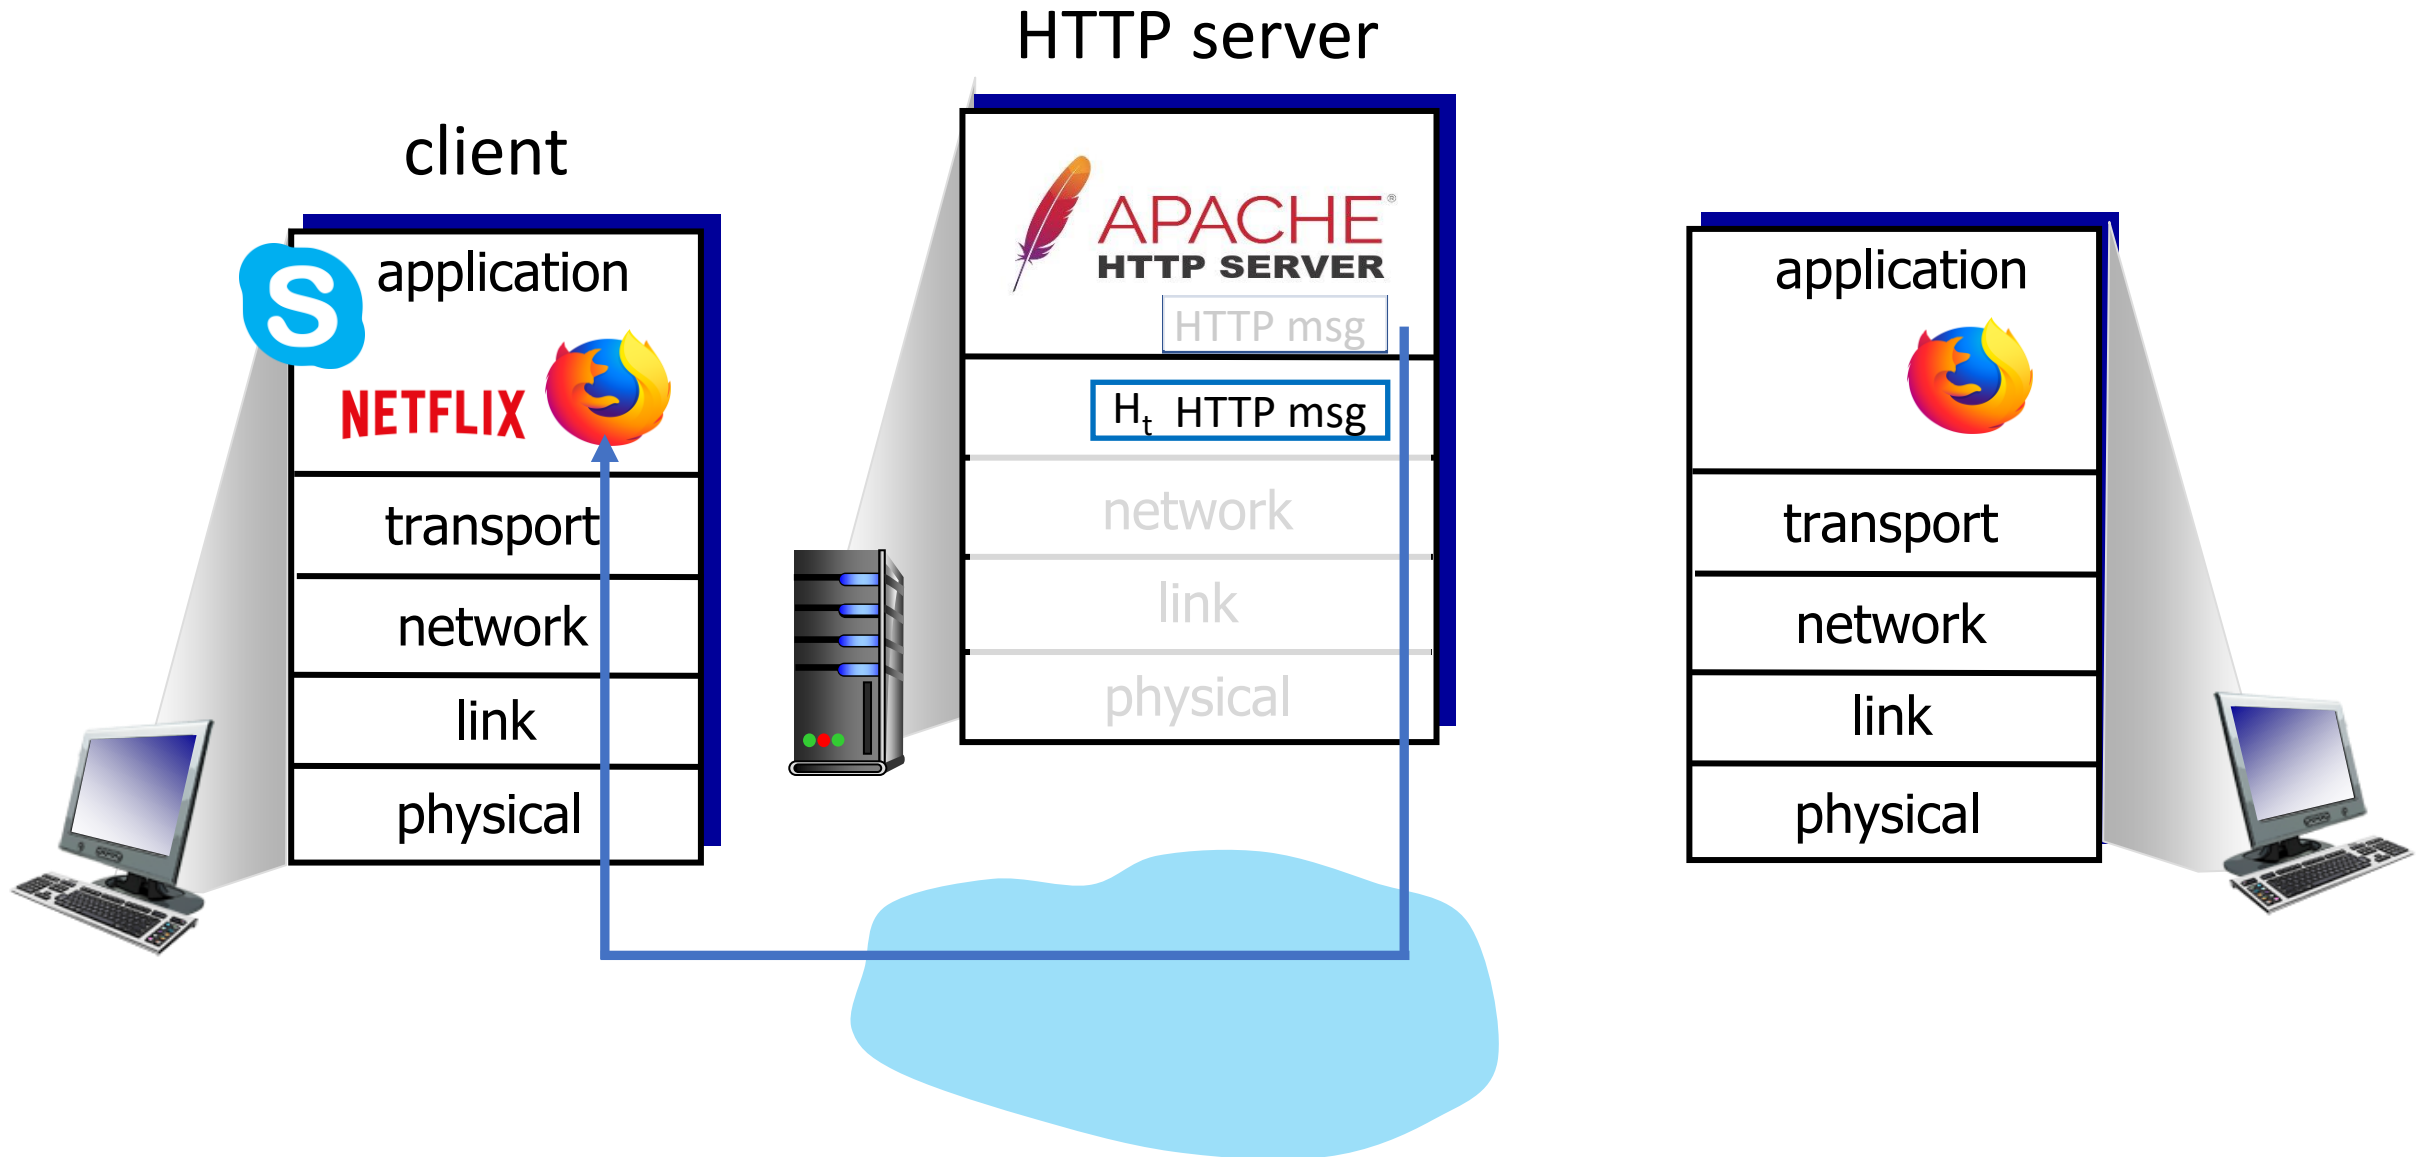 HTTP server
client
application
NETFLIX
transport
network
link
physical
APACHE®
HTTP SERVER
HTTP msg
Ht HTTP msg
network
link
physical
application
transport
network
link
physical